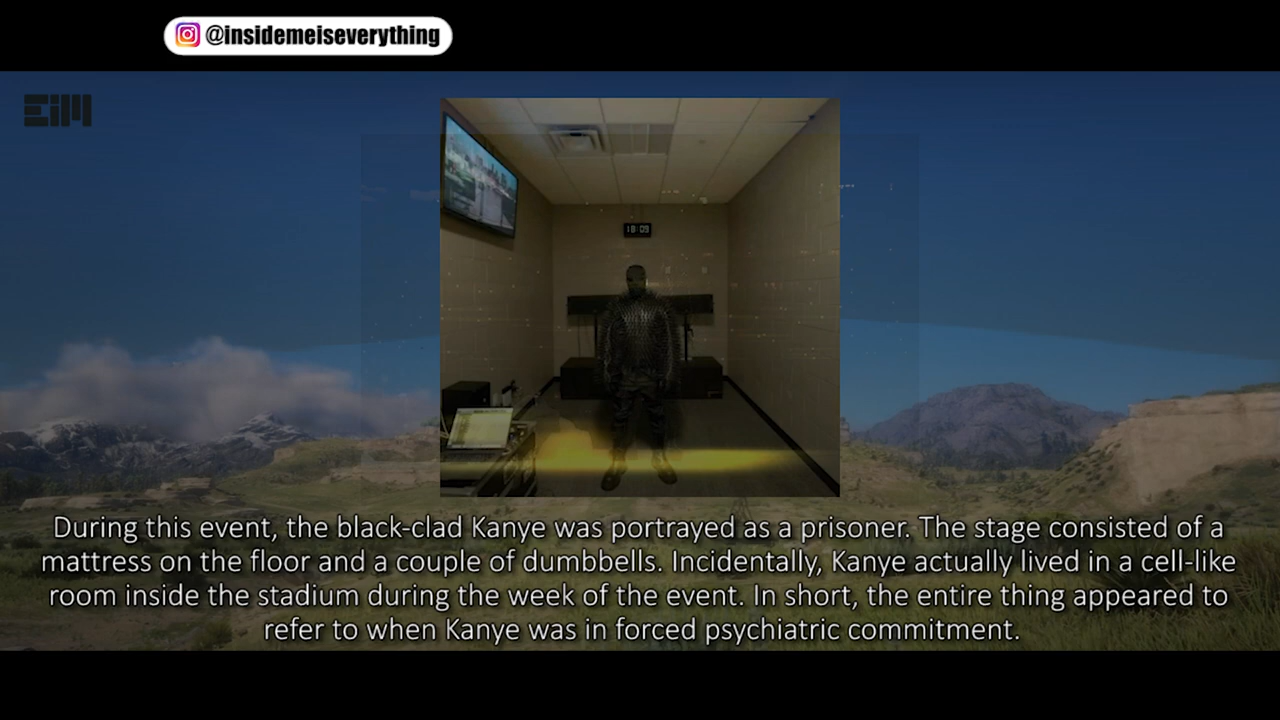 @insidemeiseverything
EiM
18:09
During this event, the black-clad Kanye was portrayed as a prisoner. The stage consisted of a
mattress on the floor and a couple of dumbbells. Incidentally, Kanye actually lived in a cell-like
room inside the stadium during the week of the event. In short, the entire thing appeared to
refer to when Kanye was in forced psychiatric commitment.